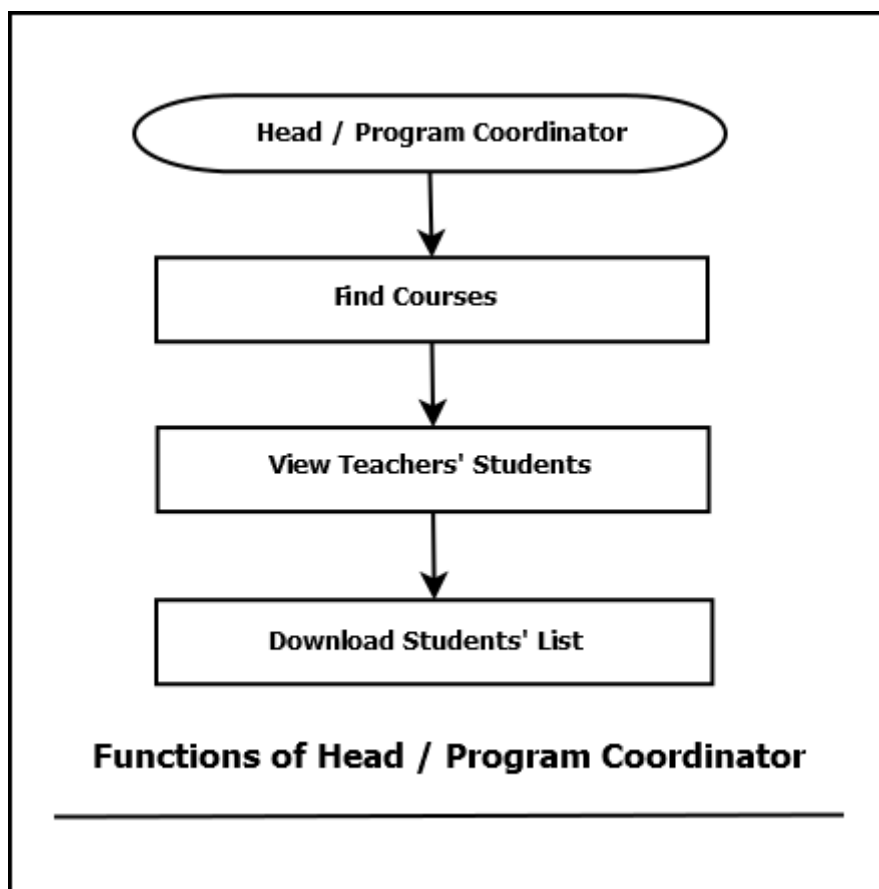 Head / Program Coordinator
Find Courses
View Teachers' Students
Download Students' List
Functions of Head / Program Coordinator